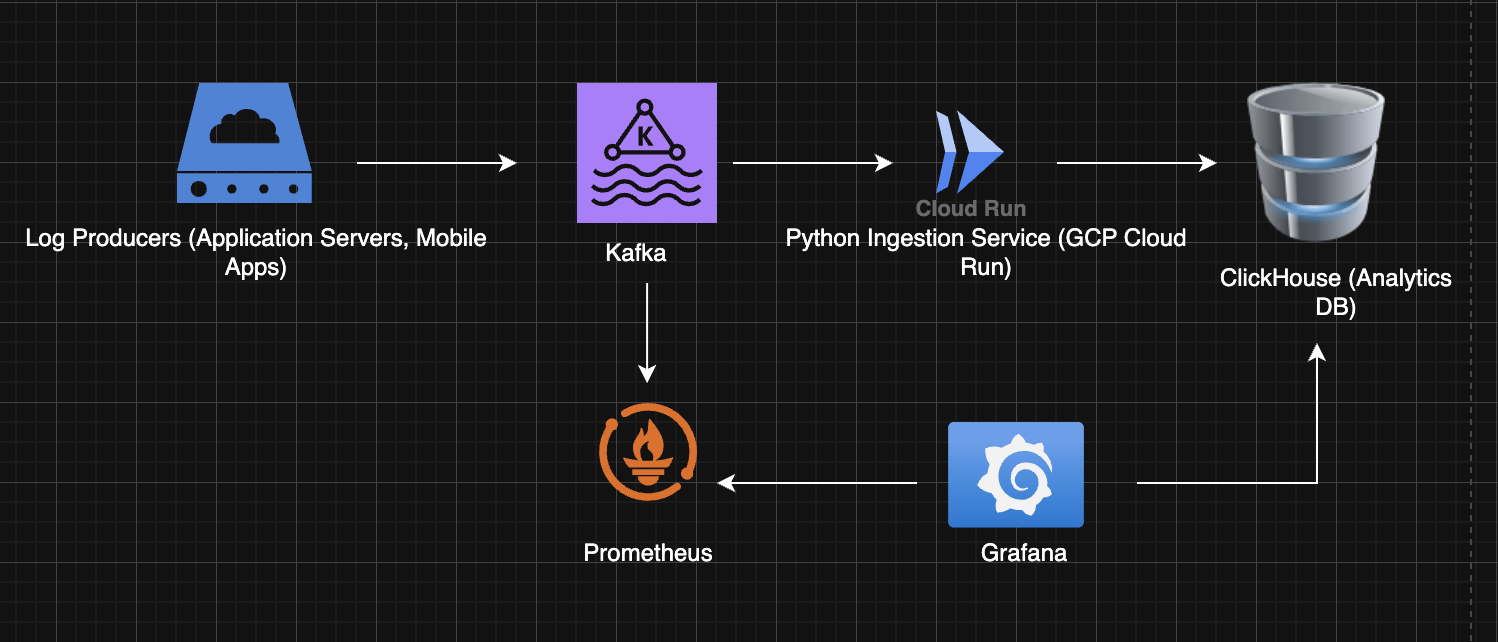 K
Cloud Run
Log Producers (Application Servers, Mobile
Apps)
Kafka
Python Ingestion Service (GCP Cloud
Run)
ClickHouse (Analytics
DB)
Prometheus
Grafana